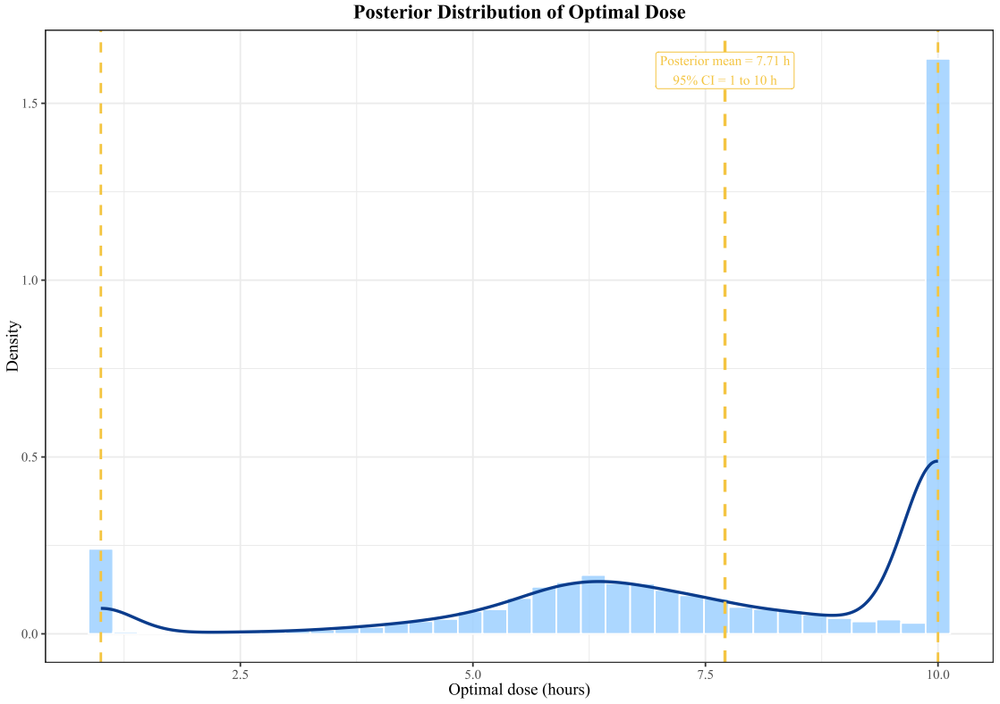 Posterior Distribution of Optimal Dose
Posterior mean = 7.71 h
95% CI = 1 to 10 h
1.5
1.0
0.5
0.0
Density
2.5
5.0
7.5
10.0
Optimal dose (hours)